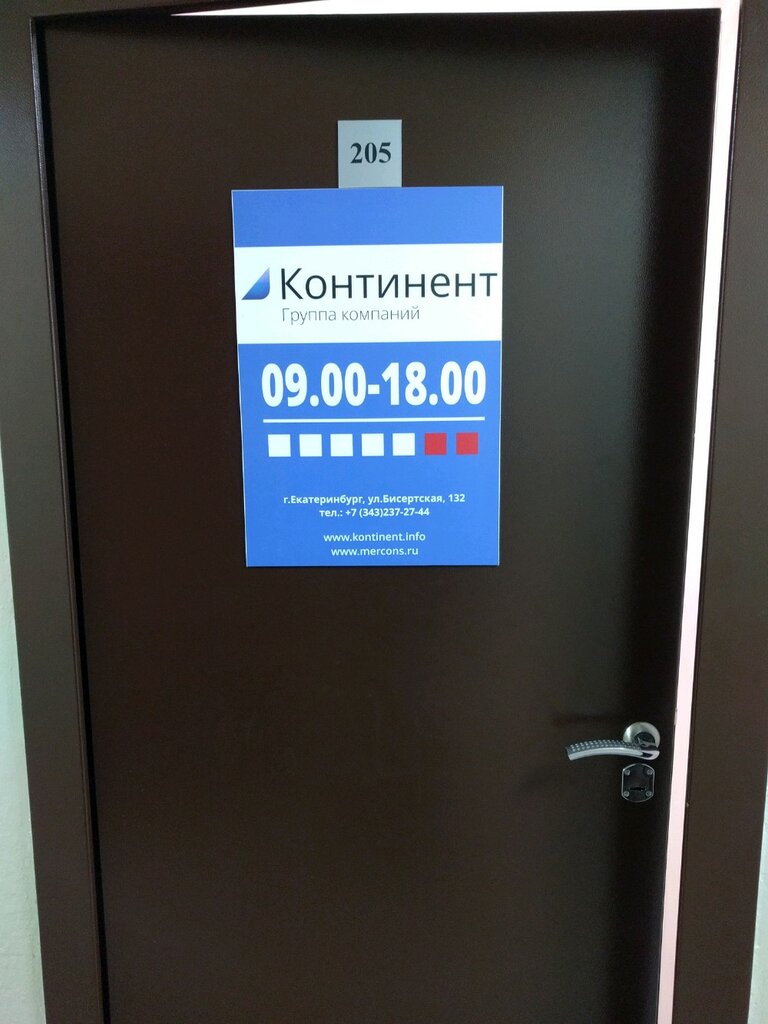 205
Континент
Группа компаний
09.00-18.00
г.Екатеринбург, ул.Бисертская, 132
тел.: +7 (343)237-27-44
www.kontinent.info
www.mercons.ru